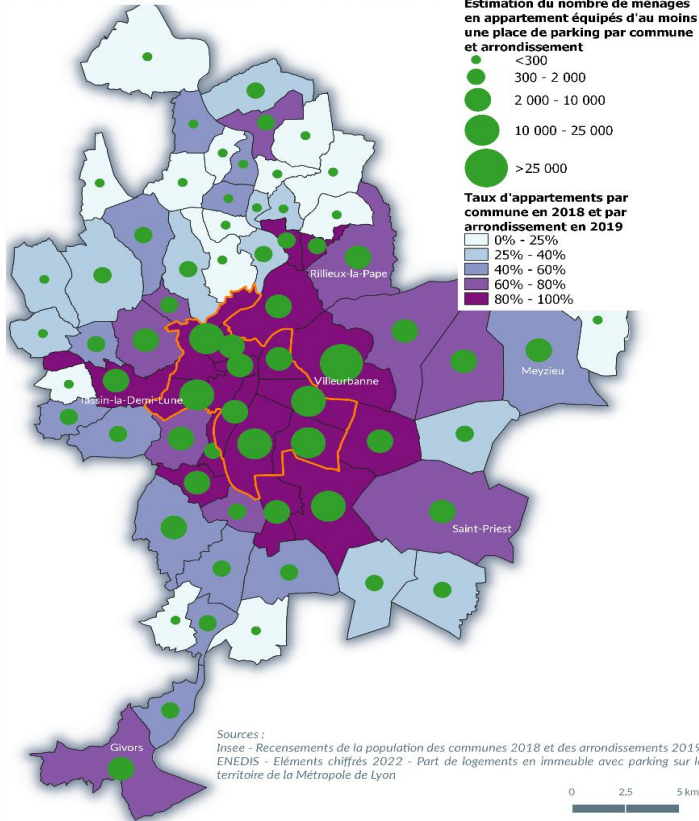 Estimation du nombre de ménages
en appartement équipés d'au moins
une place de parking par commune
et arrondissement
<300
300 - 2 000
2 000 - 10 000
10 000 - 25 000
>25 000
Taux d'appartements par
commune en 2018 et par
arrondissement en 2019
0% - 25%
25% - 40%
40% - 60%
60% - 80%
80% - 100%
Rillieux-la-Pape
Meyzieu
Villeurbanne
Tassin-la-Demi-Lune
Saint-Priest
Givors
Sources :
Insee - Recensements de la population des communes 2018 et des arrondissements 2019
ENEDIS - Eléments chiffrés 2022 - Part de logements en immeuble avec parking sur le
territoire de la Métropole de Lyon
0 2,5 5 km